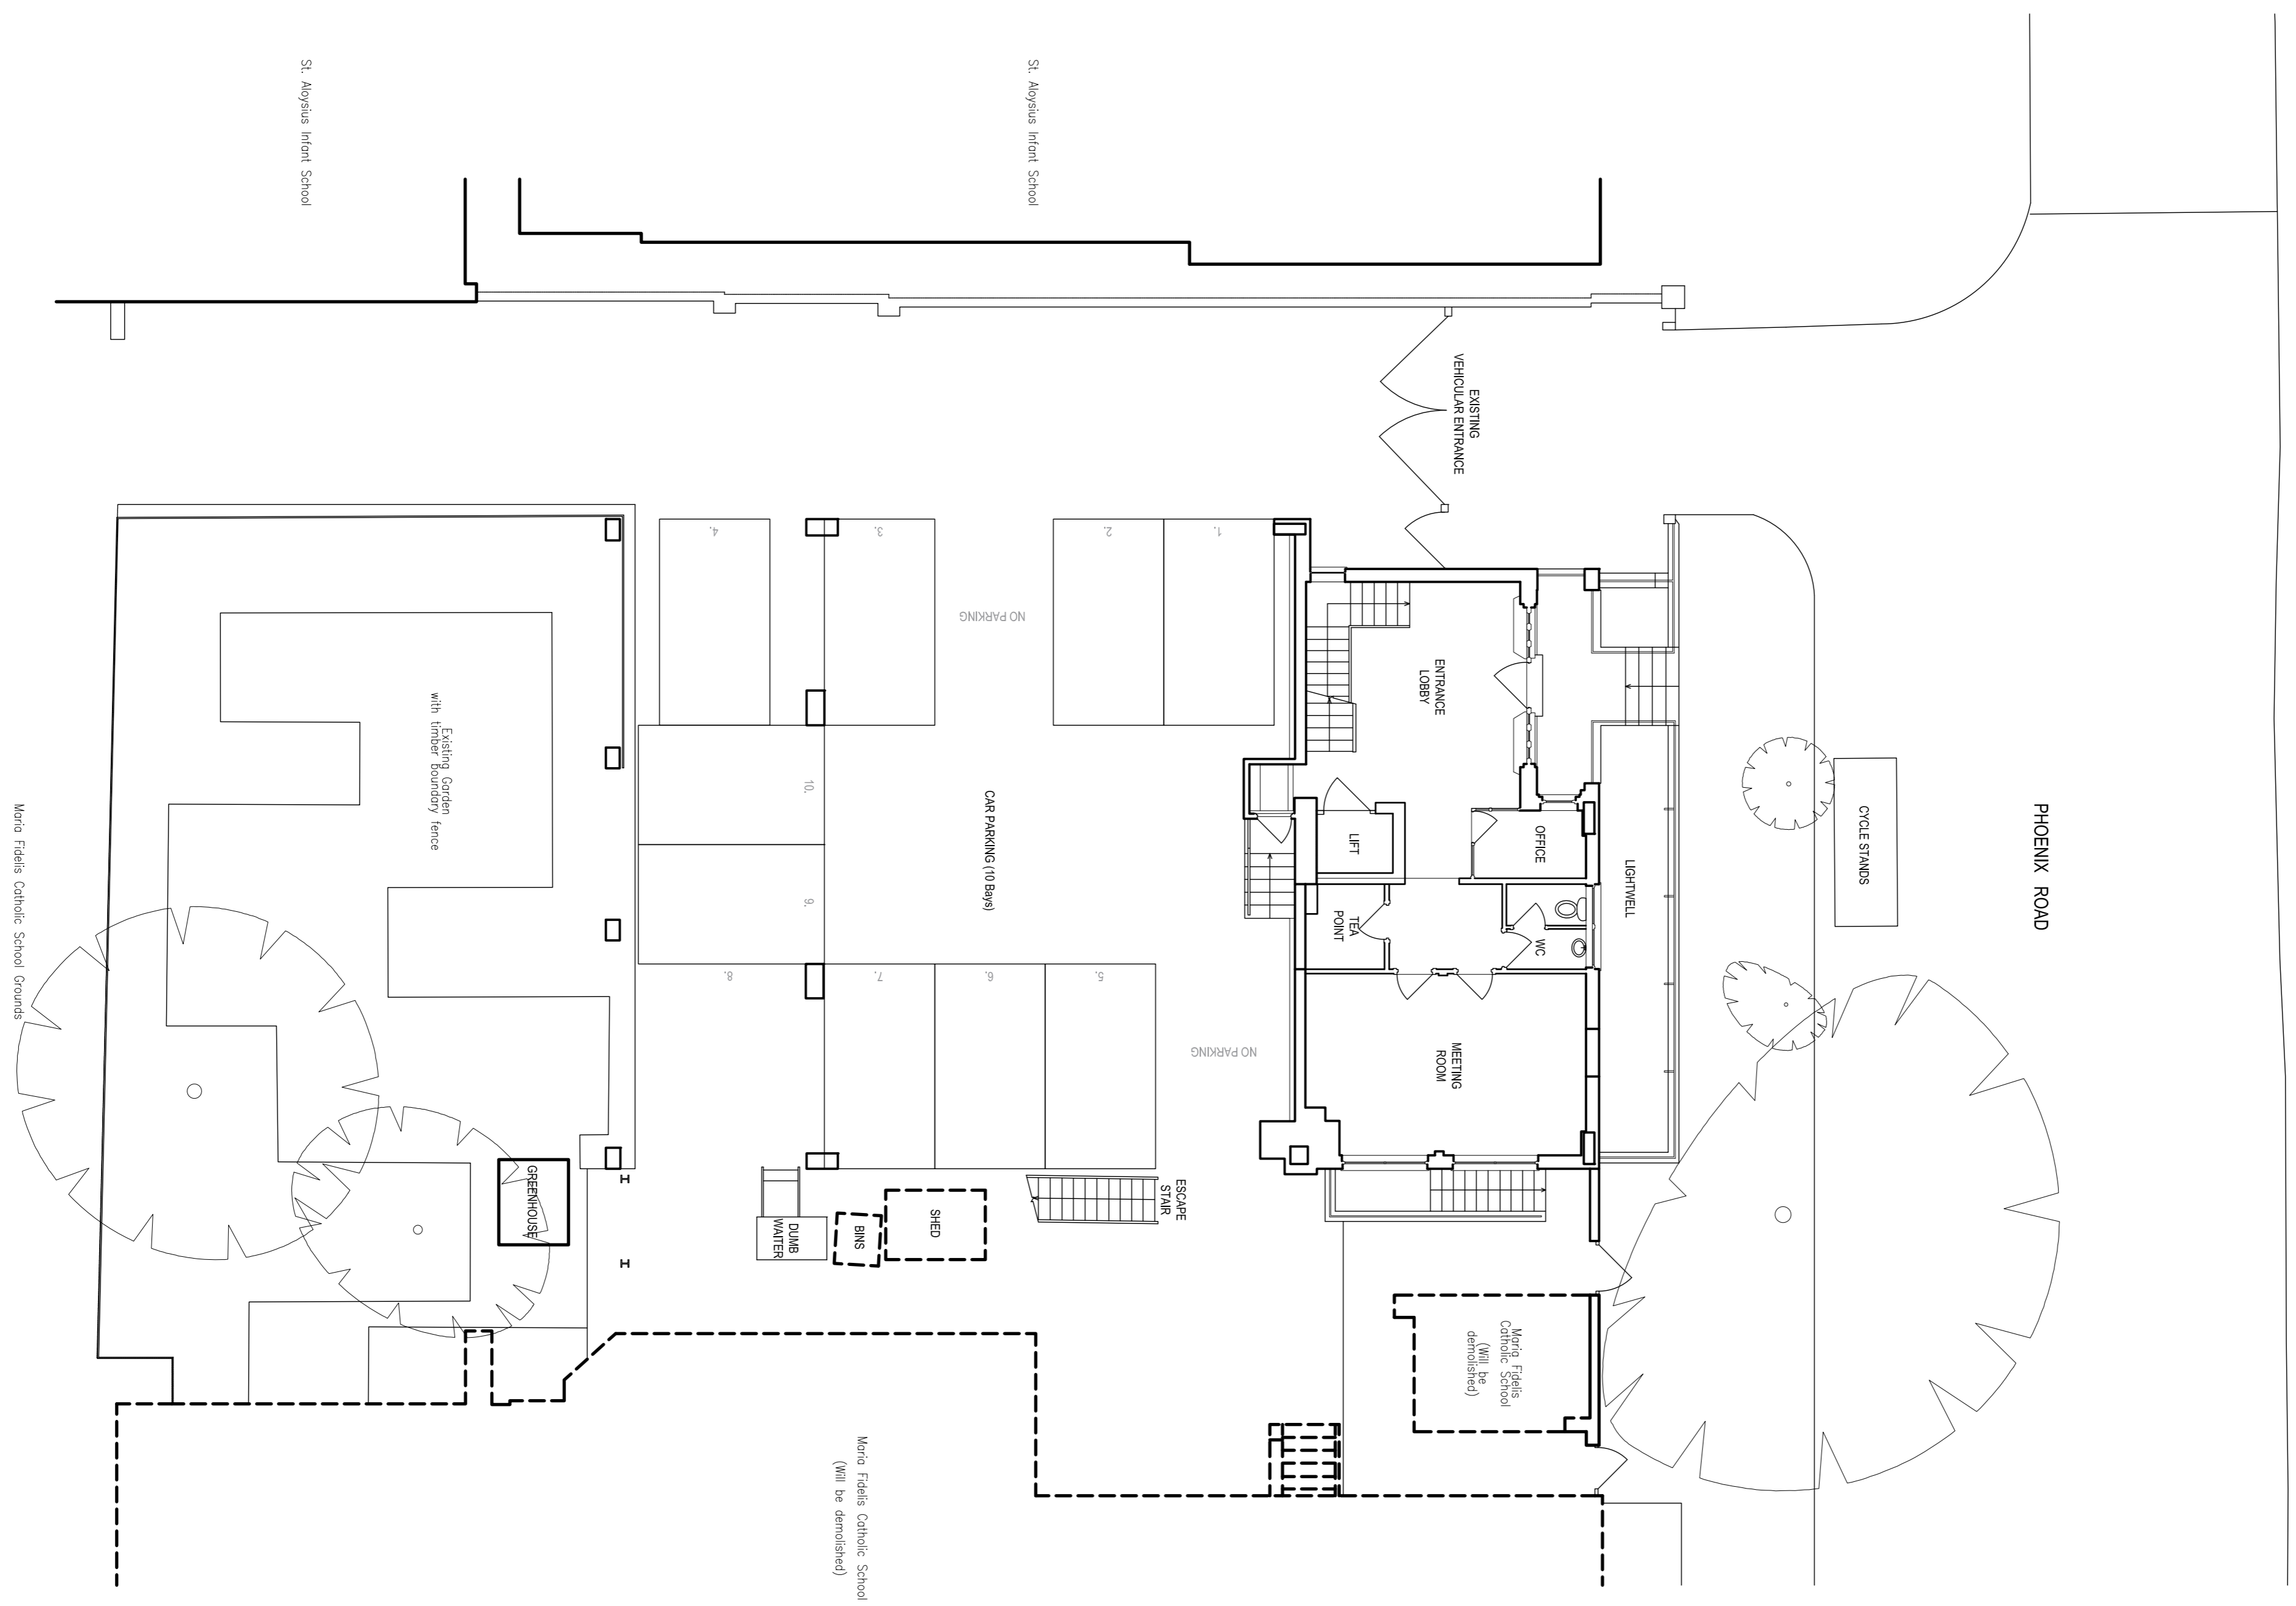 St. Aloysius Infant School
St. Aloysius Infant School
EXISTING
VEHICULAR ENTRANCE
4.
3.
2.
1.
NO PARKING
ENTRANCE
LOBBY
Existing Garden
with timber boundary fence
10.
CAR PARKING (10 Bays)
9.
LIFT
OFFICE
LIGHTWELL
CYCLE STANDS
PHOENIX ROAD
TEA
POINT
WC
8.
7.
6.
5.
NO PARKING
MEETING
ROOM
Maria Fidelis Catholic School Grounds
GREENHOUSE
DUMB
WAITER
BINS
SHED
ESCAPE
STAIR
Maria Fidelis
Catholic School
(Will be
demolished)
Maria Fidelis Catholic School
(Will be demolished)